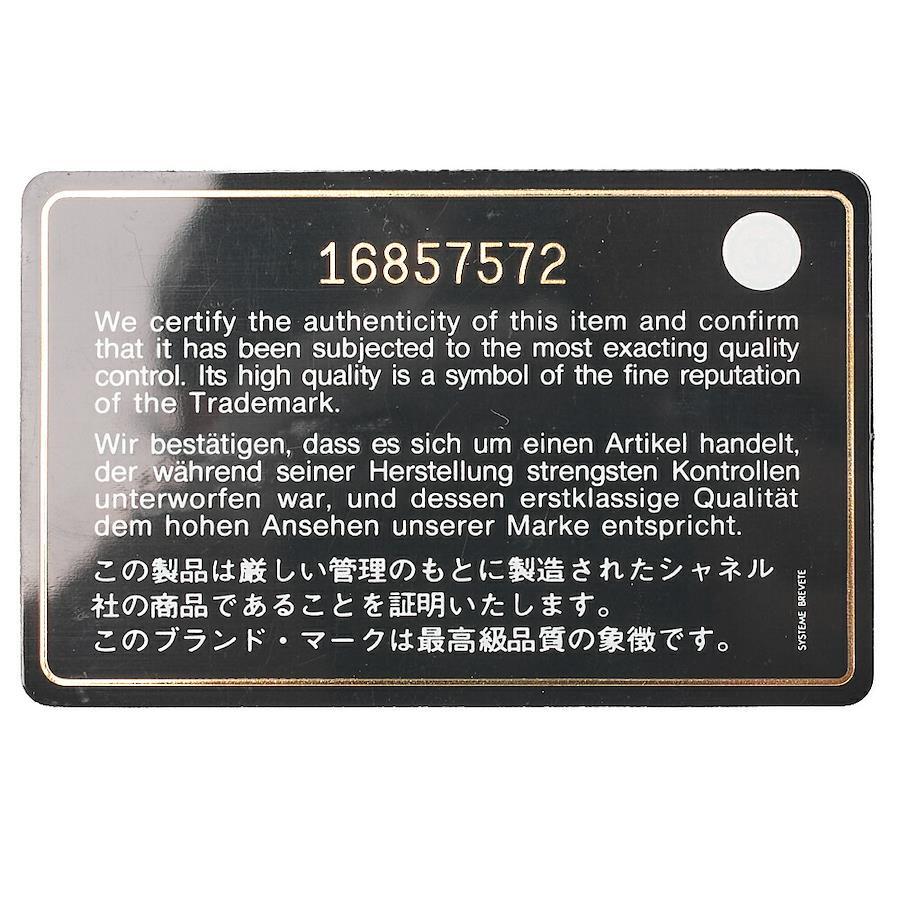 16857572
We certify the authenticity of this item and confirm
that it has been subjected to the most exacting quality
control. Its high quality is a symbol of the fine reputation
of the Trademark.
Wir bestätigen, dass es sich um einen Artikel handelt,
der während seiner Herstellung strengsten Kontrollen
unterworfen war, und dessen erstklassige Qualität
dem hohen Ansehen unserer Marke entspricht.
この製品は厳しい管理のもとに製造されたシャネル
社の商品であることを証明いたします。
このブランド・マークは最高級品質の象徴です。
SYSTEME BREVETE